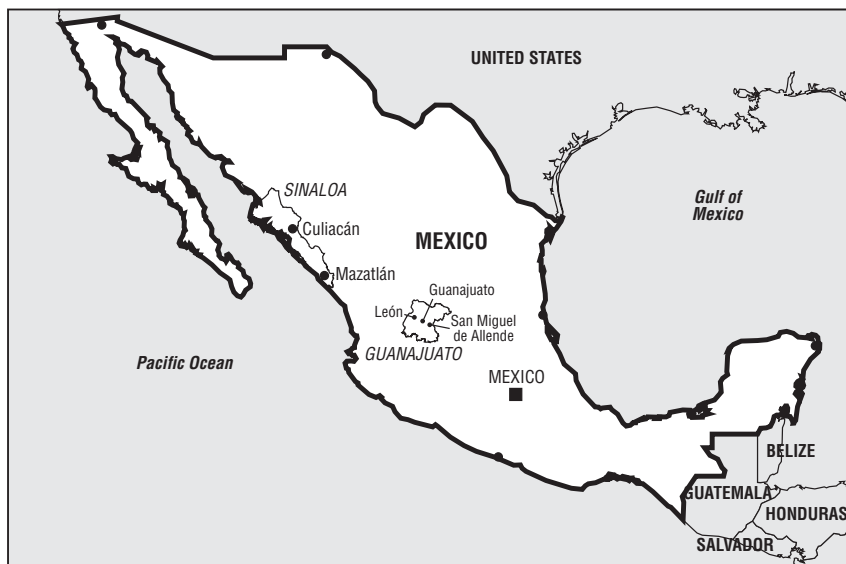 UNITED STATES
Gulf of
Mexico
SINALOA
Culiacán
MEXICO
Mazatlán
Guanajuato
León
San Miguel
de Allende
GUANAJUATO
Pacific Ocean
MEXICO
BELIZE
GUATEMALA
HONDURAS
SALVADOR